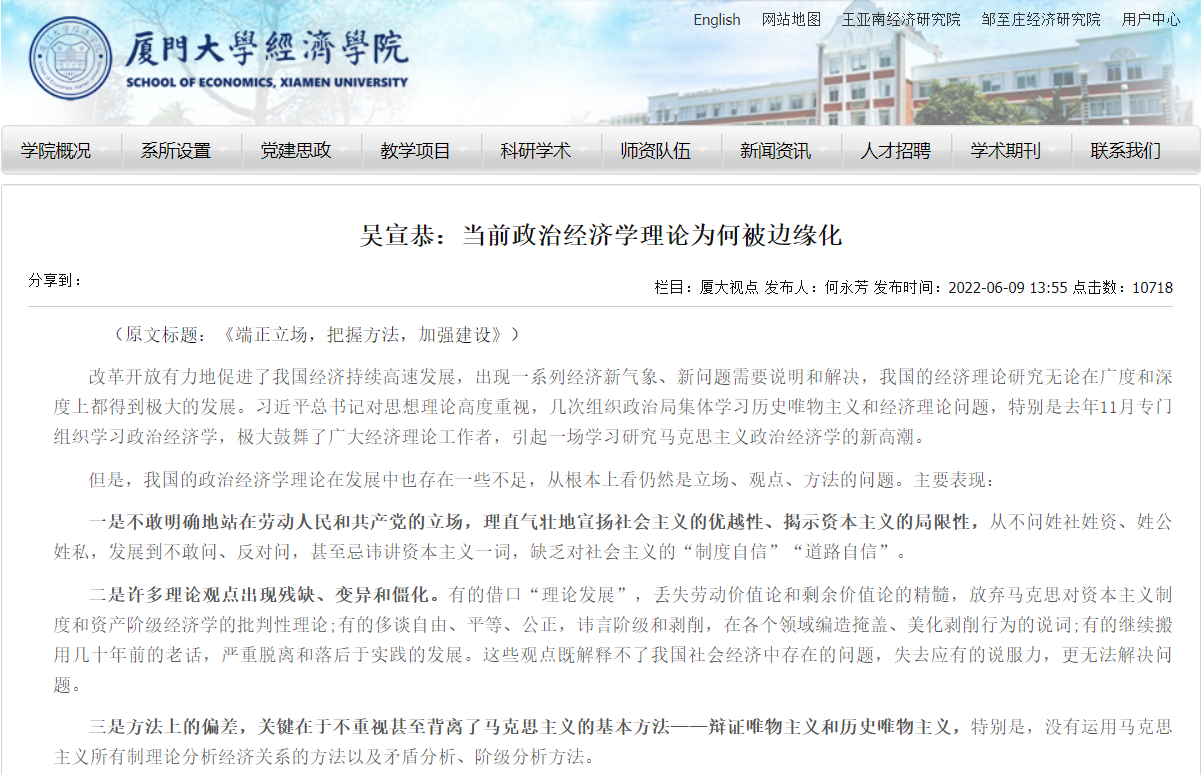 English 网站地图 王亚南经济研究院 邹至庄经济研究院 用户中心
厦門大學經濟學院
SCHOOL OF ECONOMICS, XIAMEN UNIVERSITY
学院概况 系所设置 党建思政 教学项目 科研学术 师资队伍 新闻资讯 人才招聘 学术期刊 联系我们
吴宣恭：当前政治经济学理论为何被边缘化
分享到：
栏目：厦大视点 发布人：何永芳 发布时间：2022-06-09 13:55 点击数：10718
（原文标题：《端正立场，把握方法，加强建设》）
改革开放有力地促进了我国经济持续高速发展，出现一系列经济新气象、新问题需要说明和解决，我国的经济理论研究无论在广度和深
度上都得到极大的发展。习近平总书记对思想理论高度重视，几次组织政治局集体学习历史唯物主义和经济理论问题，特别是去年11月专门
组织学习政治经济学，极大鼓舞了广大经济理论工作者，引起一场学习研究马克思主义政治经济学的新高潮。
但是，我国的政治经济学理论在发展中也存在一些不足，从根本上看仍然是立场、观点、方法的问题。主要表现：
一是不敢明确地站在劳动人民和共产党的立场，理直气壮地宣扬社会主义的优越性、揭示资本主义的局限性，从不问姓社姓资、姓公
姓私，发展到不敢问、反对问，甚至忌讳讲资本主义一词，缺乏对社会主义的“制度自信”“道路自信”。
二是许多理论观点出现残缺、变异和僵化。有的借口“理论发展”，丢失劳动价值论和剩余价值论的精髓，放弃马克思对资本主义制
度和资产阶级经济学的批判性理论;有的侈谈自由、平等、公正，讳言阶级和剥削，在各个领域编造掩盖、美化剥削行为的说词;有的继续搬
用几十年前的老话，严重脱离和落后于实践的发展。这些观点既解释不了我国社会经济中存在的问题，失去应有的说服力，更无法解决问
题。
三是方法上的偏差，关键在于不重视甚至背离了马克思主义的基本方法——辩证唯物主义和历史唯物主义，特别是，没有运用马克思
主义所有制理论分析经济关系的方法以及矛盾分析、阶级分析方法。